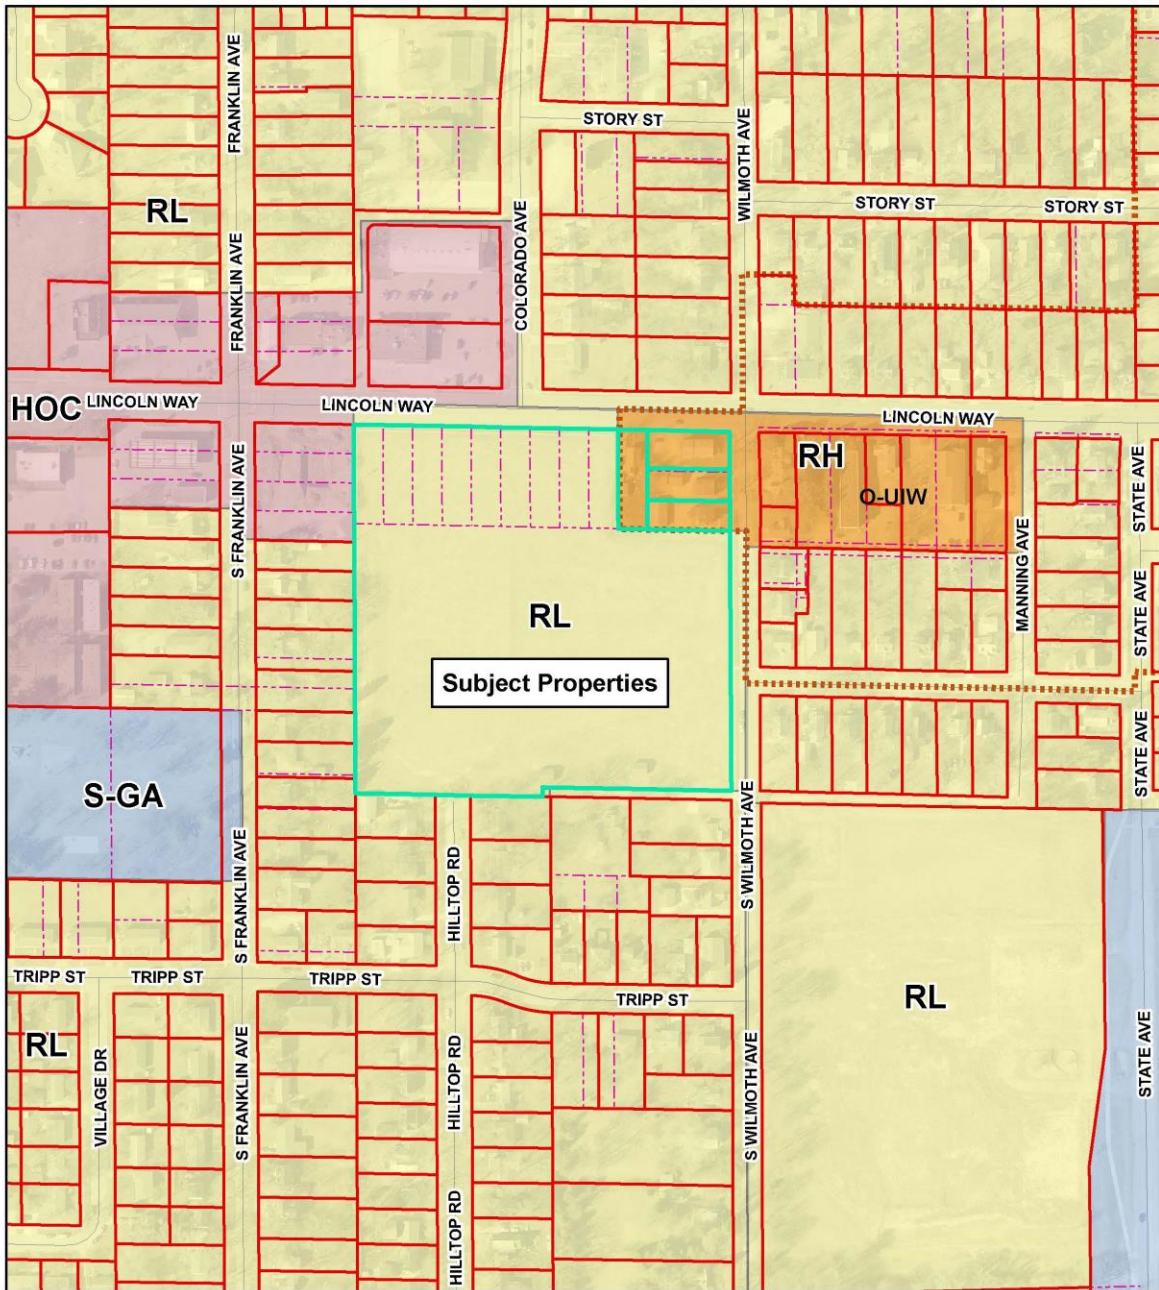 FRANKLIN AVE
STORY ST
WILMOTH AVE
RL
STORY ST
STORY ST
FRANKLIN AVE
COLORADO AVE
HOC
LINCOLN WAY
LINCOLN WAY
LINCOLN WAY
RH
O-UIW
STATE AVE
S FRANKLIN AVE
MANNING AVE
RL
STATE AVE
Subject Properties
STATE AVE
S-GA
S WILMOTH AVE
S FRANKLIN AVE
HILLTOP RD
TRIPP ST
TRIPP ST
TRIPP ST
TRIPP ST
RL
RL
VILLAGE DR
S FRANKLIN AVE
HILLTOP RD
S WILMOTH AVE
STATE AVE
HILLTOP RD